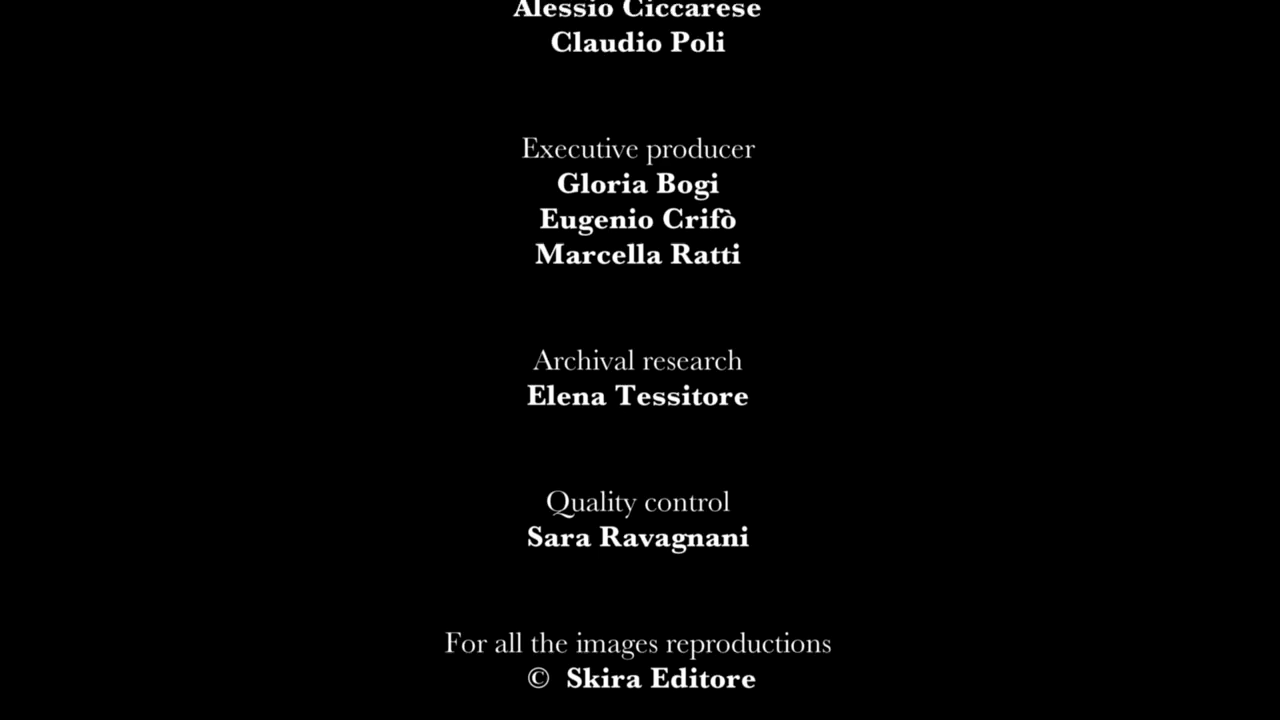 Alessio Ciccarese
Claudio Poli
Executive producer
Gloria Bogi
Eugenio Crifò
Marcella Ratti
Archival research
Elena Tessitore
Quality control
Sara Ravagnani
For all the images reproductions
© Skira Editore